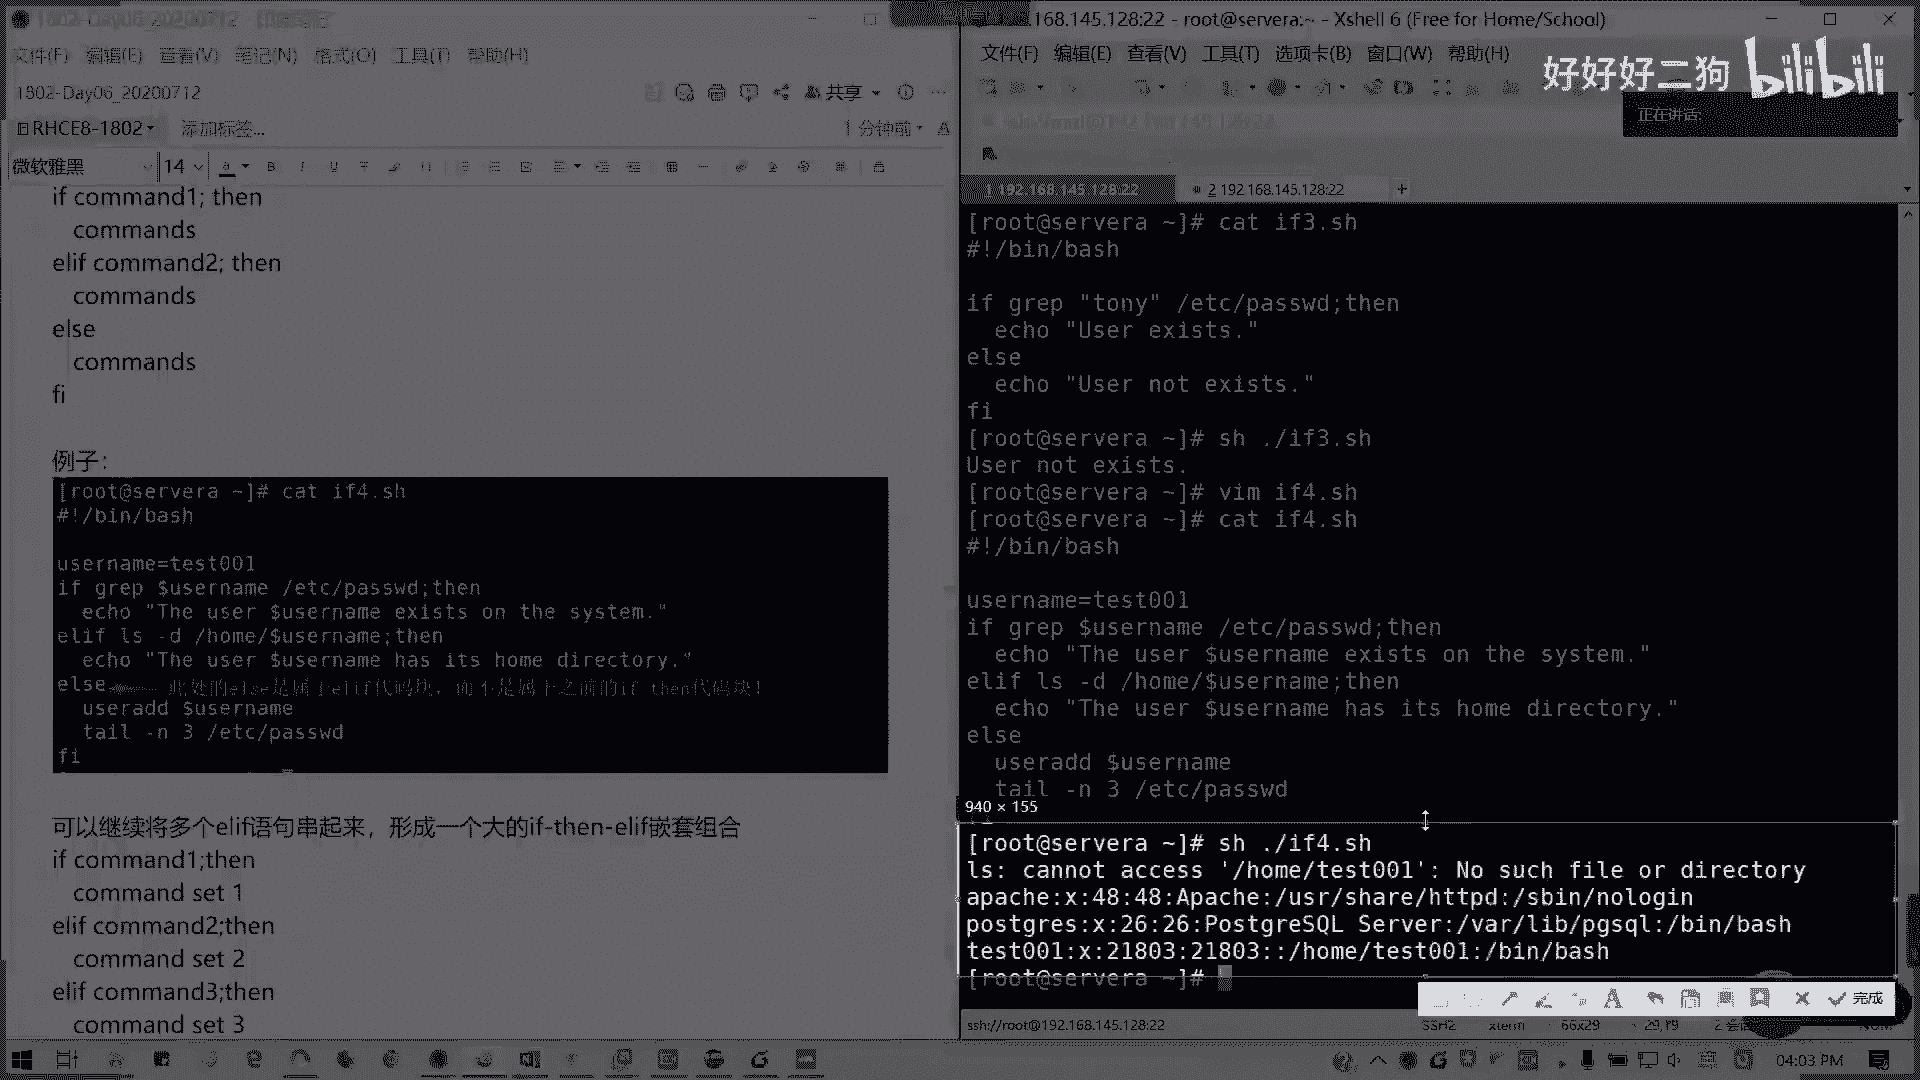 1802-Day06_20200712
文件(F) 编辑(E) 查看(V) 笔记(N) 格式(O) 工具(T) 帮助(H)
1802-Day06_20200712
共享
RHCE8-1802
添加标签...
1 分钟前
微软雅黑
14
if command1; then
commands
elif command2; then
commands
else
commands
fi
例子：
[root@servera ~]# cat if4.sh
#!/bin/bash
username=test001
if grep $username /etc/passwd;then
echo "The user $username exists on the system."
elif ls -d /home/$username;then
echo "The user $username has its home directory."
else 此处的else是属于elif代码块，而不是属于之前的if then代码块！
useradd $username
tail -n 3 /etc/passwd
fi
可以继续将多个elif语句串起来，形成一个大的if-then-elif嵌套组合
if command1;then
command set 1
elif command2;then
command set 2
elif command3;then
command set 3
.168.145.128:22 - root@servera:~ - Xshell 6 (Free for Home/School)
文件(F) 编辑(E) 查看(V) 工具(T) 选项卡(B) 窗口(W) 帮助(H)
好好好二狗 bilibili
正在讲话:
1 192.168.145.128:22
2 192.168.145.128:22
+
[root@servera ~]# cat if3.sh
#!/bin/bash
if grep "tony" /etc/passwd;then
echo "User exists."
else
echo "User not exists."
fi
[root@servera ~]# sh ./if3.sh
User not exists.
[root@servera ~]# vim if4.sh
[root@servera ~]# cat if4.sh
#!/bin/bash
username=test001
if grep $username /etc/passwd;then
echo "The user $username exists on the system."
elif ls -d /home/$username;then
echo "The user $username has its home directory."
else
useradd $username
tail -n 3 /etc/passwd
940 × 155
[root@servera ~]# sh ./if4.sh
ls: cannot access '/home/test001': No such file or directory
apache:x:48:48:Apache:/usr/share/httpd:/sbin/nologin
postgres:x:26:26:PostgreSQL Server:/var/lib/pgsql:/bin/bash
test001:x:21803:21803::/home/test001:/bin/bash
[root@servera ~]#
完成
ssh://root@192.168.145.128:22
SSH2
xterm
66x29
29,19
04:03 PM